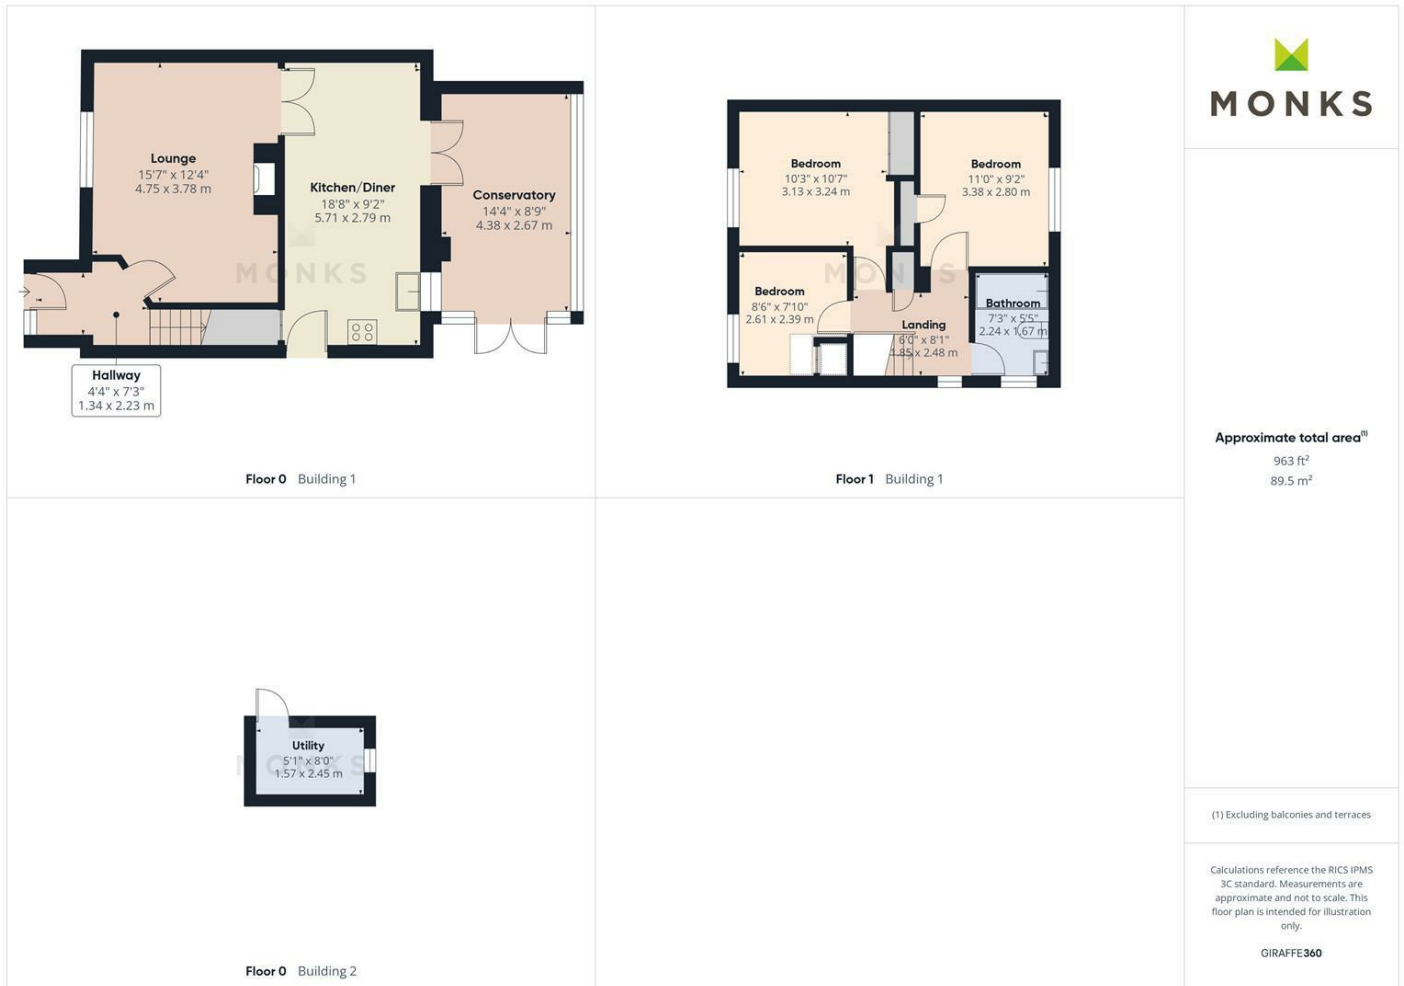 Lounge
15'7" x 12'4"
4.75 x 3.78 m
Kitchen/Diner
18'8" x 9'2"
5.71 x 2.79 m
Conservatory
14'4" x 8'9"
4.38 x 2.67 m
MONKS
Hallway
4'4" x 7'3"
1.34 x 2.23 m
Floor 0 Building 1
Bedroom
10'3" x 10'7"
3.13 x 3.24 m
Bedroom
11'0" x 9'2"
3.38 x 2.80 m
MONKS
Bedroom
8'6" x 7'10"
2.61 x 2.39 m
Bathroom
7'3" x 5'5"
2.24 x 1.67 m
Landing
6'0" x 8'1"
1.85 x 2.48 m
Floor 1 Building 1
Utility
5'1" x 8'0"
1.57 x 2.45 m
MONKS
Floor 0 Building 2
MONKS
Approximate total area(1)
963 ft²
89.5 m²
(1) Excluding balconies and terraces
Calculations reference the RICS IPMS
3C standard. Measurements are
approximate and not to scale. This
floor plan is intended for illustration
only.
GIRAFFE360